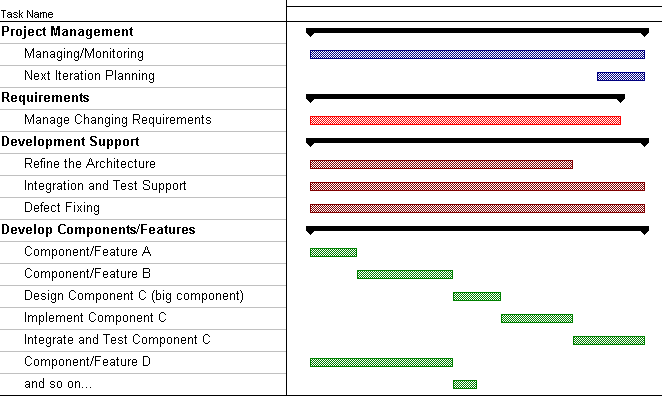 Task Name
Project Management
Managing/Monitoring
Next Iteration Planning
Requirements
Manage Changing Requirements
Development Support
Refine the Architecture
Integration and Test Support
Defect Fixing
Develop Components/Features
Component/Feature A
Component/Feature B
Design Component C (big component)
Implement Component C
Integrate and Test Component C
Component/Feature D
and so on...